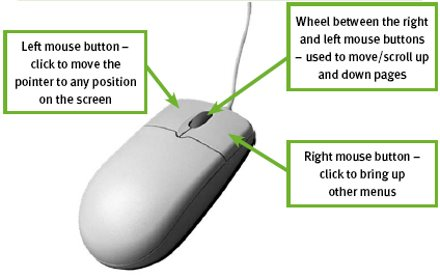 Left mouse button –
click to move the
pointer to any position
on the screen
Wheel between the right
and left mouse buttons
– used to move/scroll up
and down pages
Right mouse button –
click to bring up
other menus